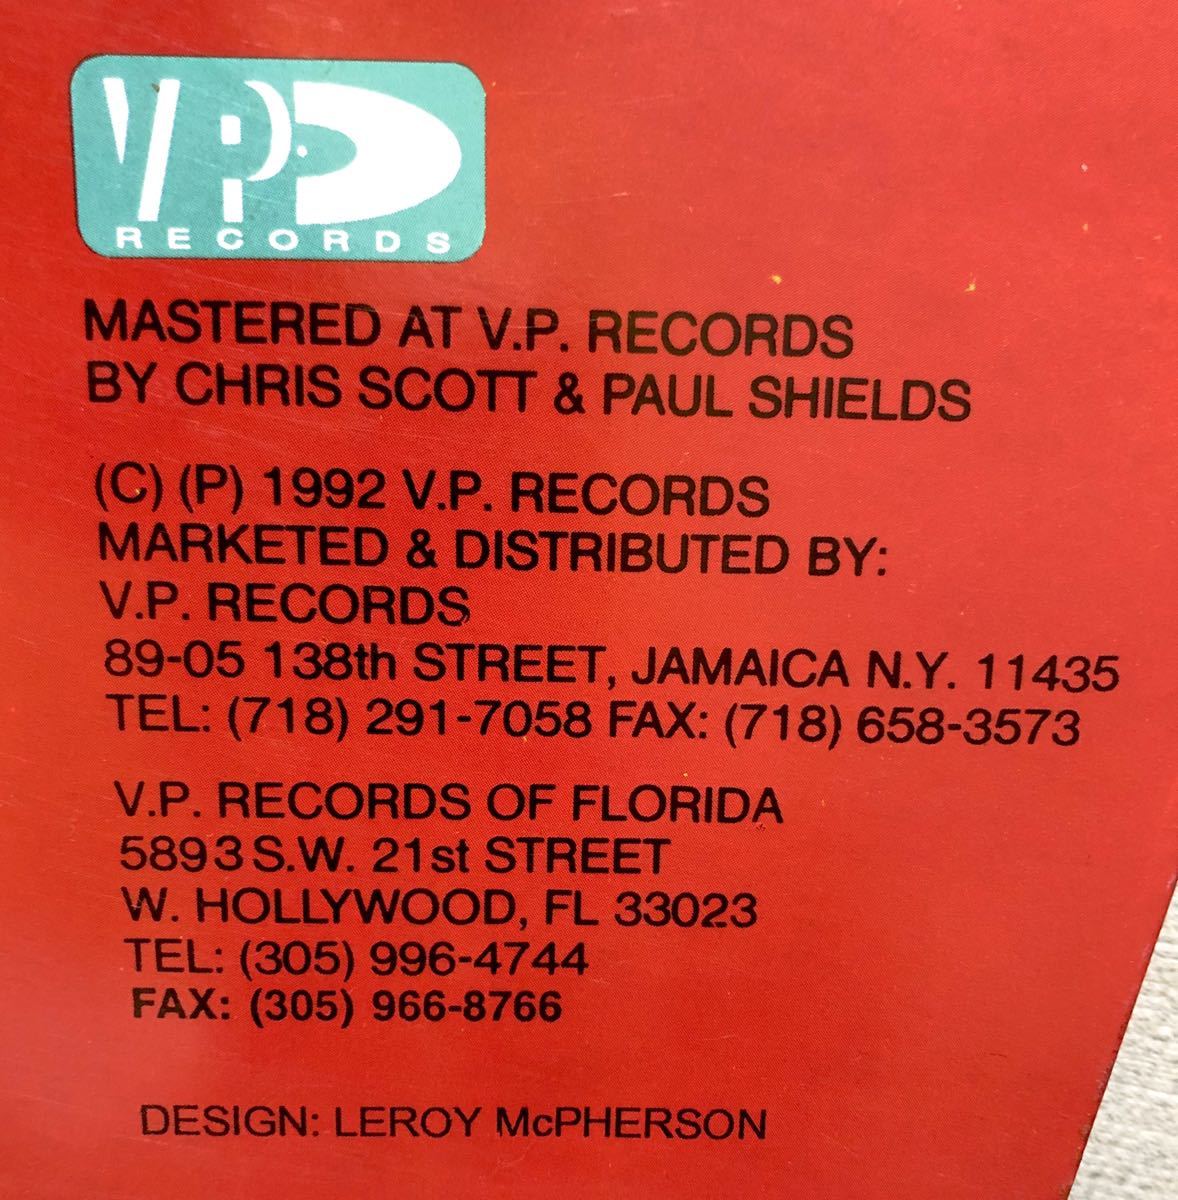 VP
RECORDS
MASTERED AT V.P. RECORDS
BY CHRIS SCOTT & PAUL SHIELDS
(C) (P) 1992 V.P. RECORDS
MARKETED & DISTRIBUTED BY:
V.P. RECORDS
89-05 138th STREET, JAMAICA N.Y. 11435
TEL: (718) 291-7058 FAX: (718) 658-3573
V.P. RECORDS OF FLORIDA
5893 S.W. 21st STREET
W. HOLLYWOOD, FL 33023
TEL: (305) 996-4744
FAX: (305) 966-8766
DESIGN: LEROY McPHERSON